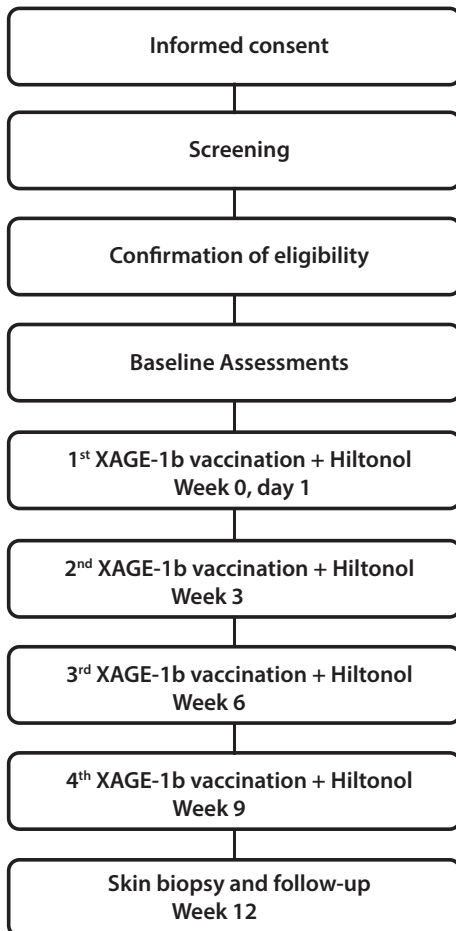 Informed consent
Screening
Confirmation of eligibility
Baseline Assessments
1st XAGE-1b vaccination + Hiltonol
Week 0, day 1
2nd XAGE-1b vaccination + Hiltonol
Week 3
3rd XAGE-1b vaccination + Hiltonol
Week 6
4th XAGE-1b vaccination + Hiltonol
Week 9
Skin biopsy and follow-up
Week 12